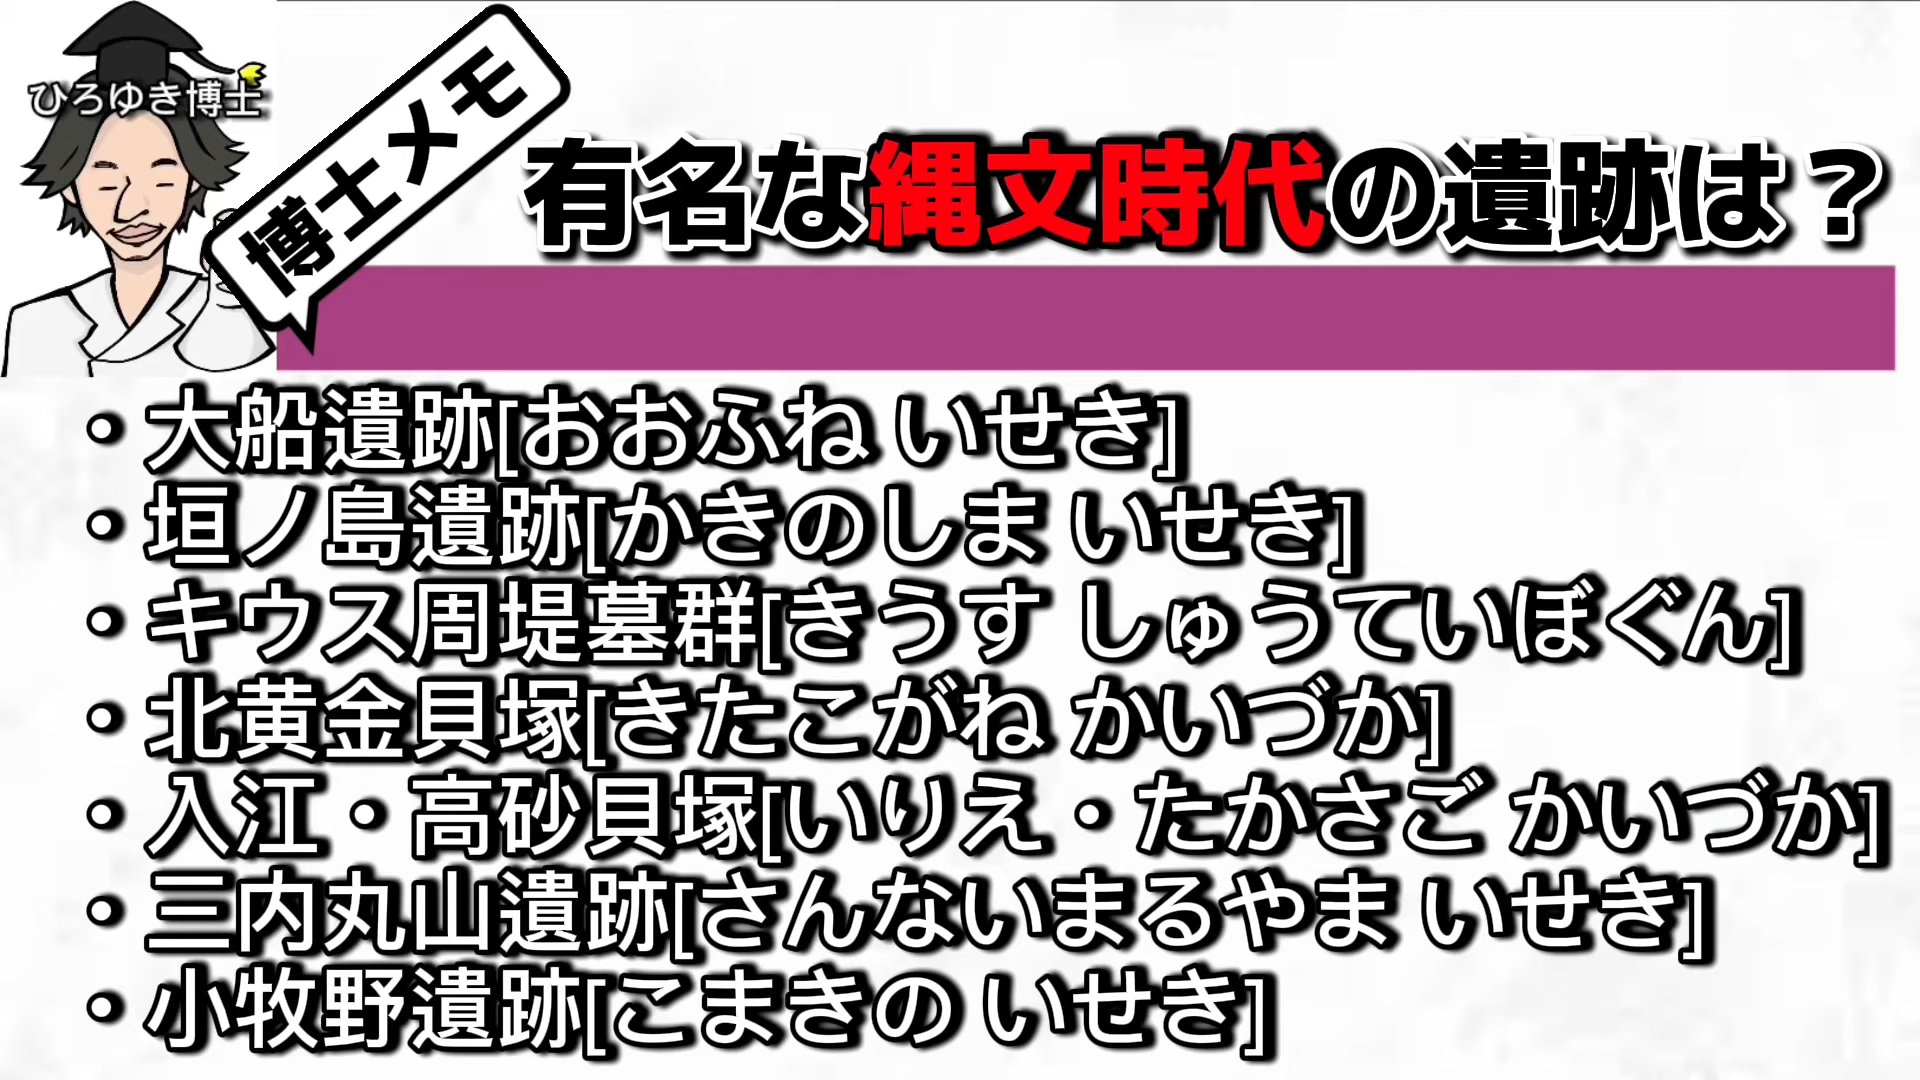 ひろゆき博士
博士メモ
有名な縄文時代の遺跡は？
・大船遺跡[おおふね いせき]
・垣ノ島遺跡[かきのしま いせき]
・キウス周堤墓群[きうす しゅうていぼぐん]
・北黄金貝塚[きたこがね かいづか]
・入江・高砂貝塚[いりえ・たかさご かいづか]
・三内丸山遺跡[さんないまるやま いせき]
・小牧野遺跡[こまきの いせき]